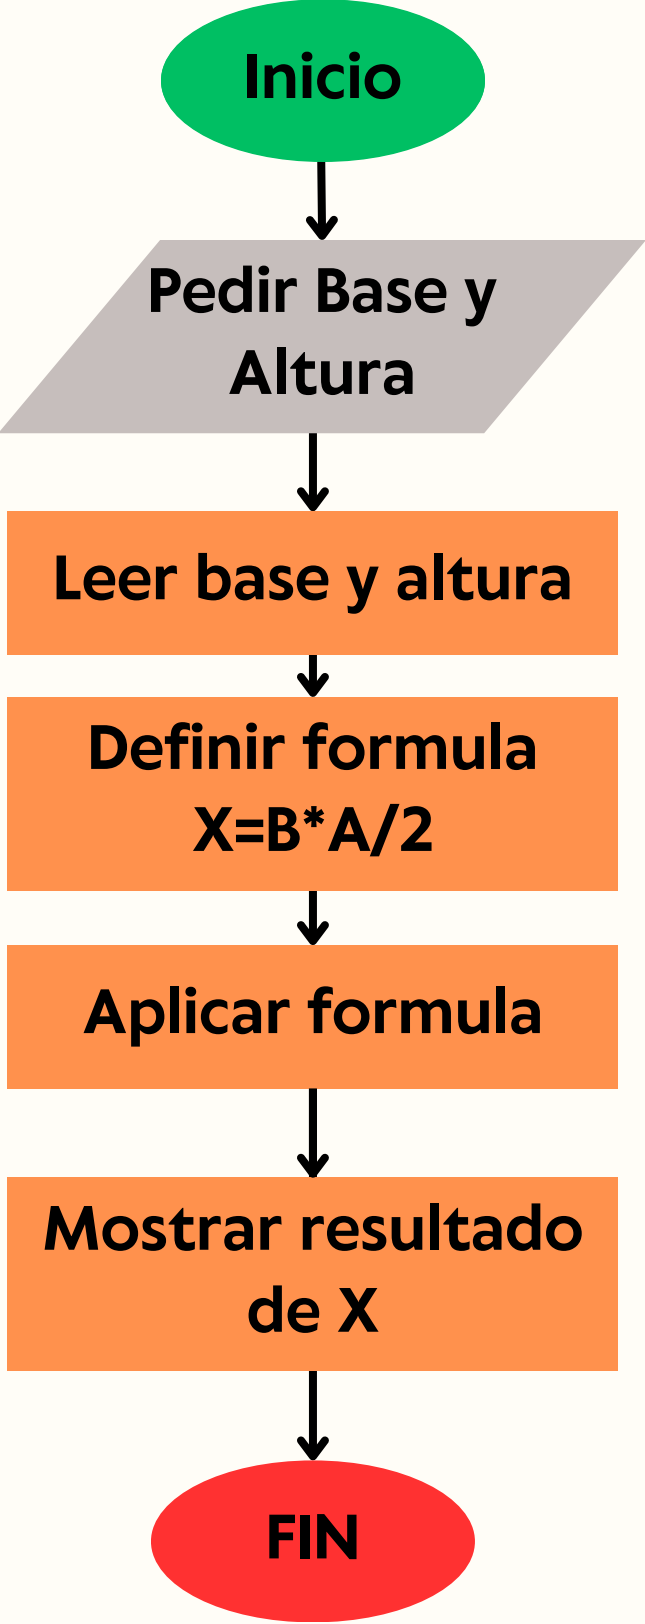 Inicio
Pedir Base y
Altura
Leer base y altura
Definir formula
X=B*A/2
Aplicar formula
Mostrar resultado
de X
FIN